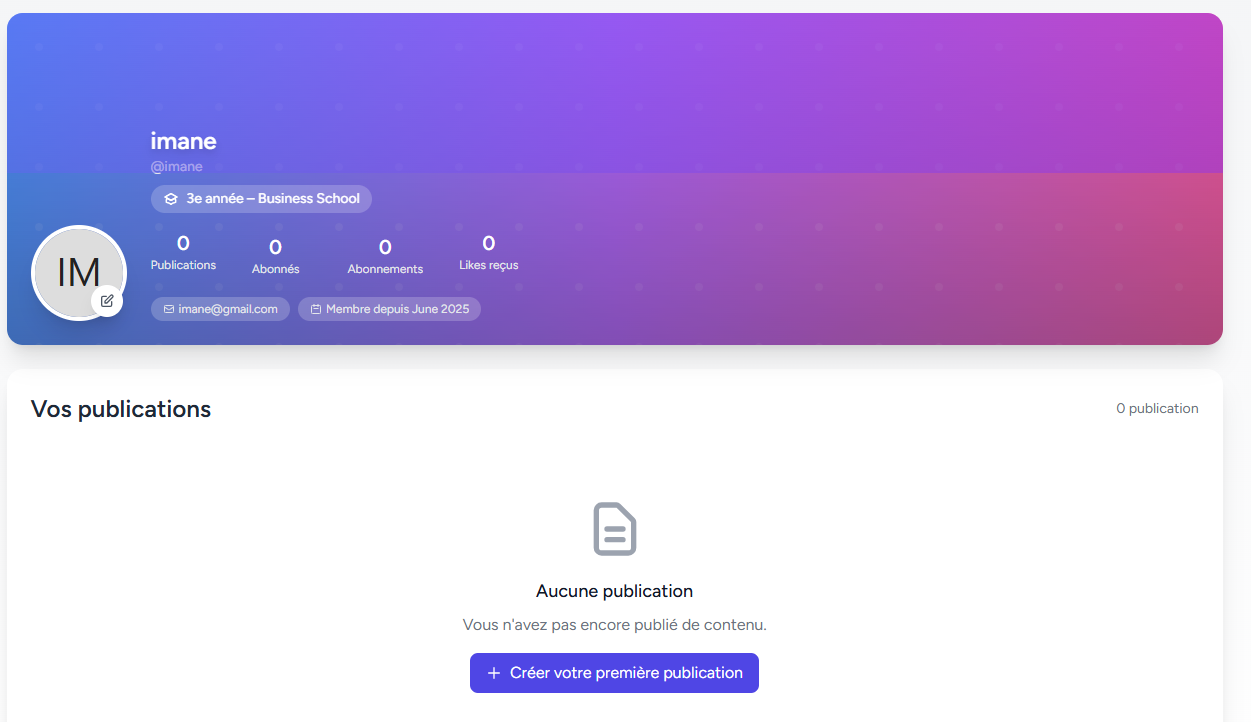 imane
@imane
3e année – Business School
0 0 0 0
Publications Abonnés Abonnements Likes reçus
IM
imane@gmail.com Membre depuis June 2025
Vos publications 0 publication
Aucune publication
Vous n'avez pas encore publié de contenu.
+ Créer votre première publication